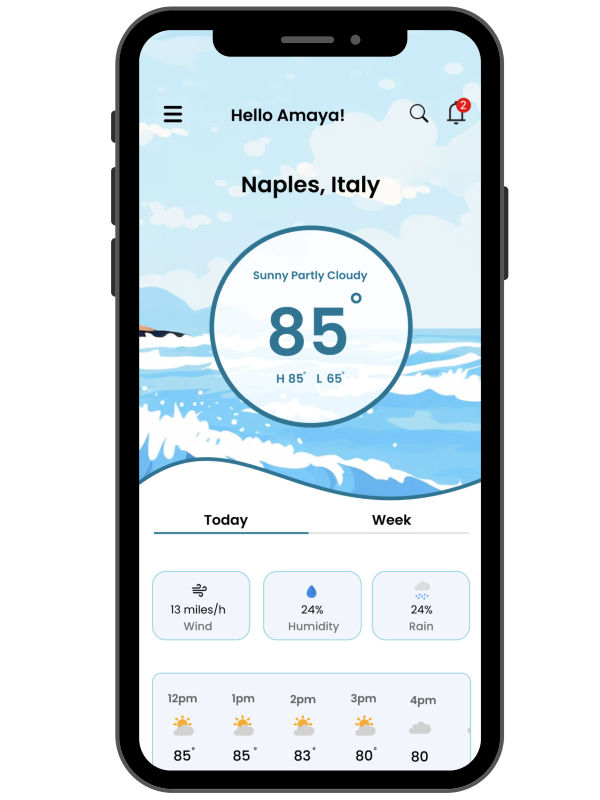 Hello Amaya!
2
Naples, Italy
Sunny Partly Cloudy
85°
H 85° L 65°
Today Week
13 miles/h 24% 24%
Wind Humidity Rain
12pm 1pm 2pm 3pm 4pm
85° 85° 83° 80° 80